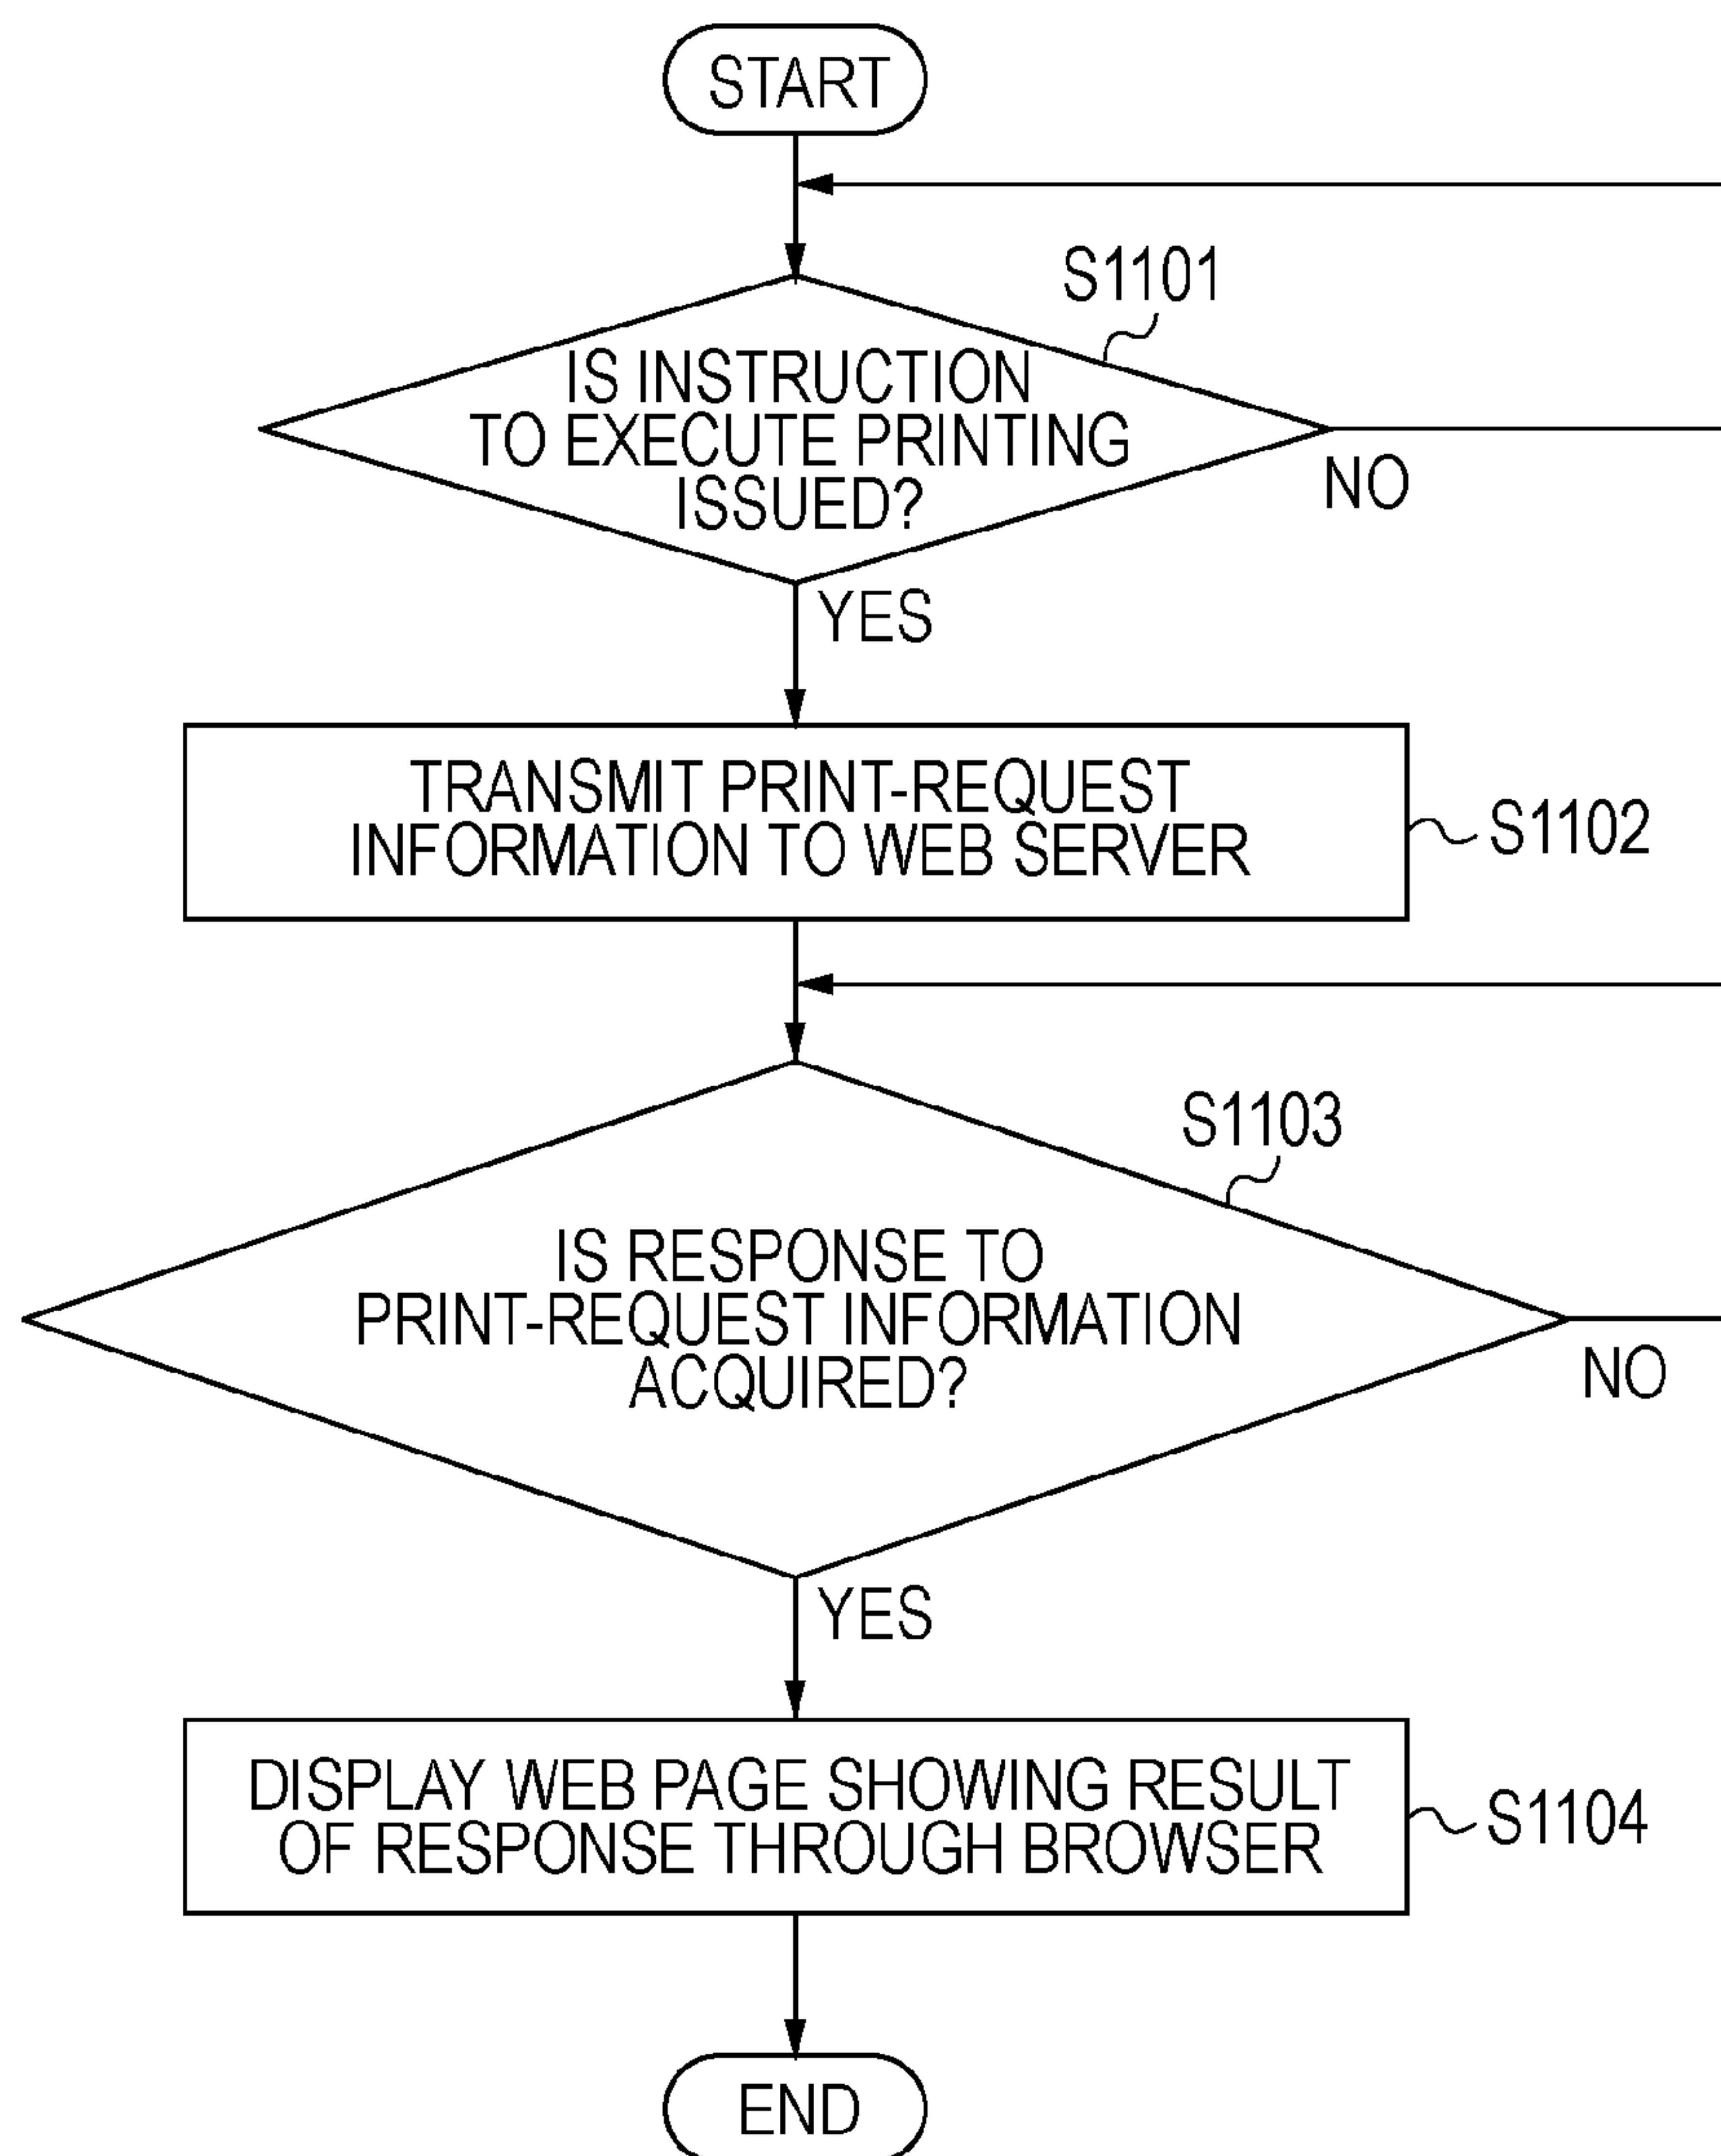 START
S1101
IS INSTRUCTION
TO EXECUTE PRINTING
ISSUED?
NO
YES
TRANSMIT PRINT-REQUEST
INFORMATION TO WEB SERVER
S1102
S1103
IS RESPONSE TO
PRINT-REQUEST INFORMATION
ACQUIRED?
NO
YES
DISPLAY WEB PAGE SHOWING RESULT
OF RESPONSE THROUGH BROWSER
S1104
END